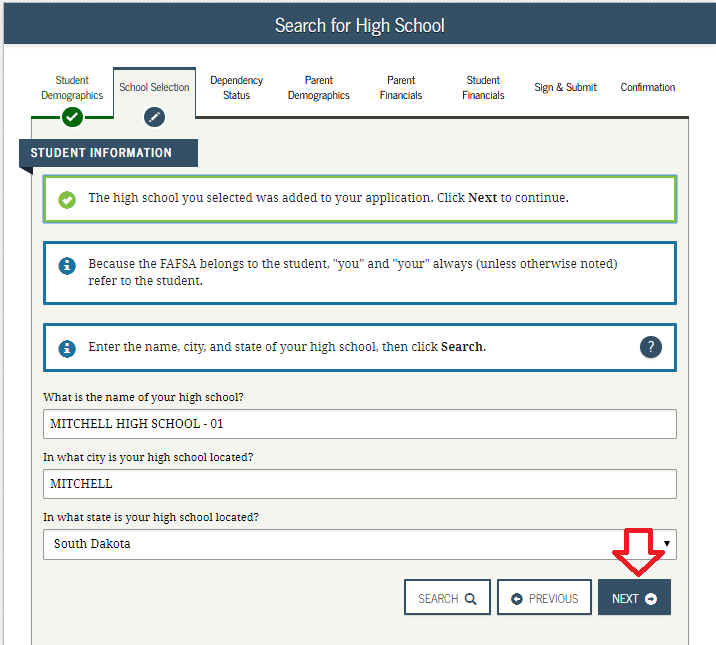 Search for High School
Student
Demographics
School Selection
Dependency
Status
Parent
Demographics
Parent
Financials
Student
Financials
Sign & Submit
Confirmation
STUDENT INFORMATION
The high school you selected was added to your application. Click Next to continue.
Because the FAFSA belongs to the student, "you" and "your" always (unless otherwise noted)
refer to the student.
Enter the name, city, and state of your high school, then click Search.
?
What is the name of your high school?
MITCHELL HIGH SCHOOL - 01
In what city is your high school located?
MITCHELL
In what state is your high school located?
South Dakota
SEARCH
PREVIOUS
NEXT